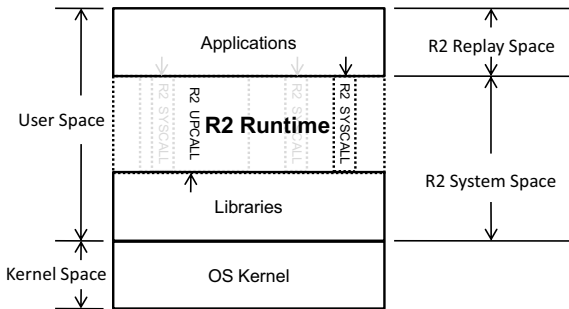 Applications
R2 Replay Space
User Space
R2 SYSCALL
R2 UPCALL
R2 Runtime
R2 SYSCALL
R2 SYSCALL
R2 System Space
Libraries
Kernel Space
OS Kernel